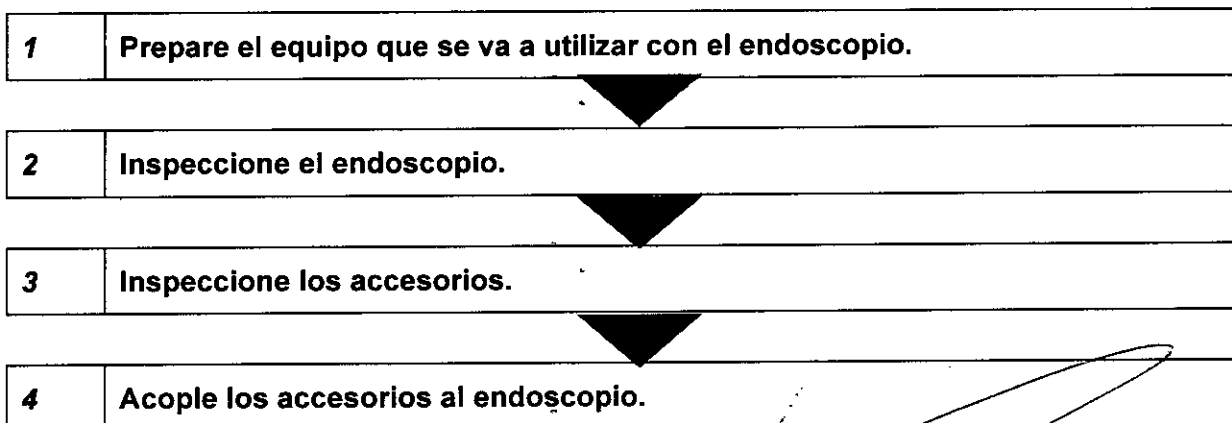 1 Prepare el equipo que se va a utilizar con el endoscopio.
2 Inspeccione el endoscopio.
3 Inspeccione los accesorios.
4 Acople los accesorios al endoscopio.